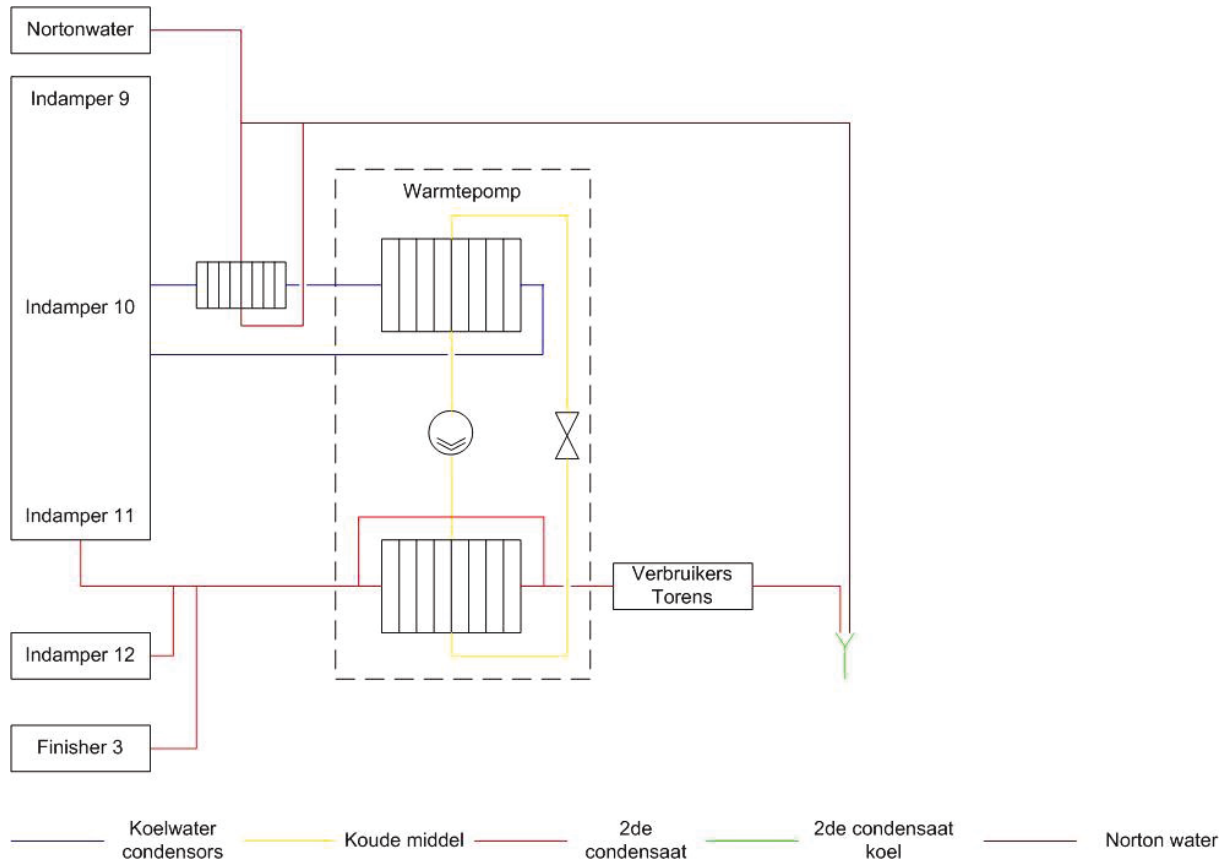 Nortonwater
Indamper 9
Warmtepomp
Indamper 10
Indamper 11
Verbruikers
Torens
Indamper 12
Finisher 3
Koelwater
condensors
Koude middel
2de
condensaat
2de condensaat
koel
Norton water